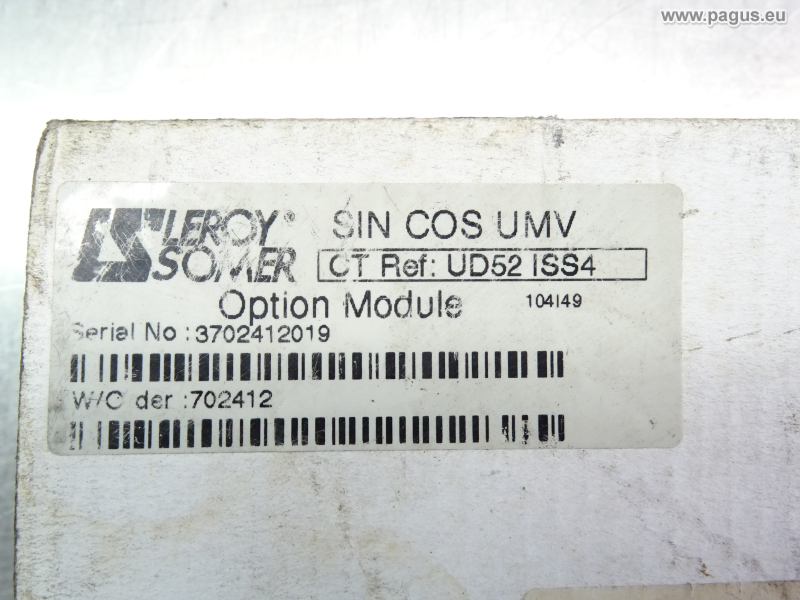 www.pagus.eu
LEROY® SIN COS UMV
SOMER CT Ref: UD52 ISS4
Option Module 104I49
Serial No : 3702412019
W/O der :702412